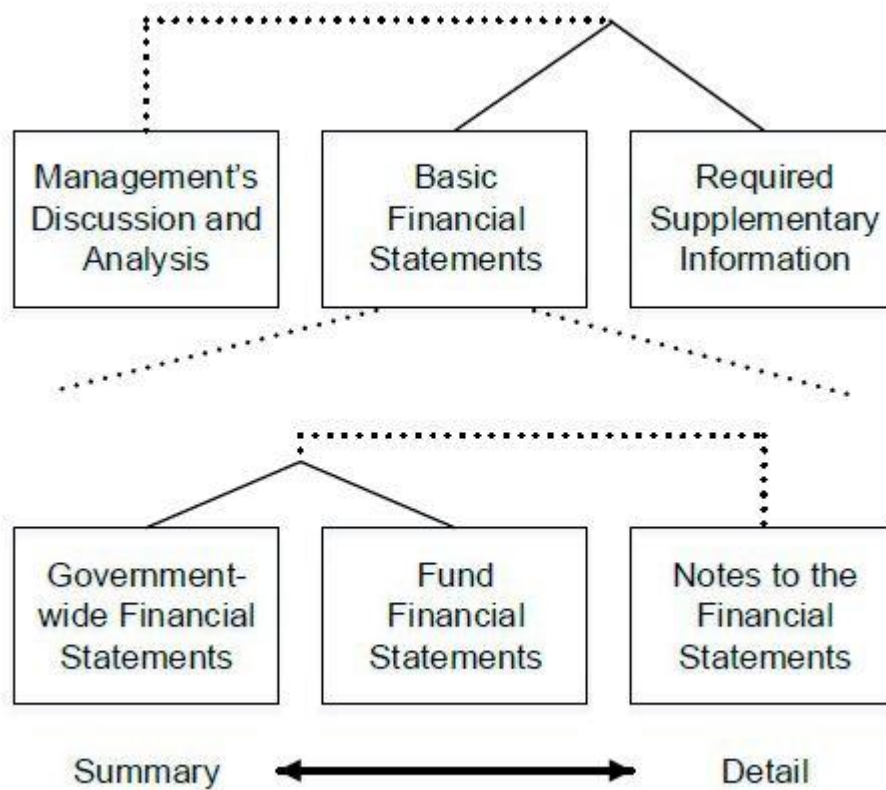 Management's
Discussion and
Analysis
Basic
Financial
Statements
Required
Supplementary
Information
Government-
wide Financial
Statements
Fund
Financial
Statements
Notes to the
Financial
Statements
Summary
Detail